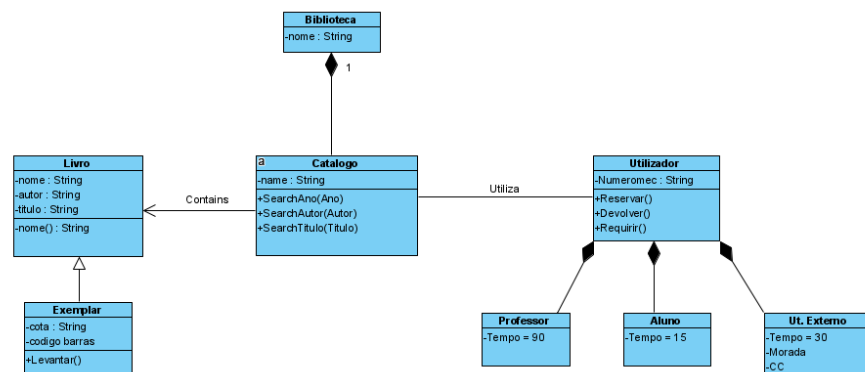 Biblioteca
-nome : String
1
Livro
-nome : String
-autor : String
-titulo : String
-nome() : String
Contains
a
Catalogo
-name : String
+SearchAno(Ano)
+SearchAutor(Autor)
+SearchTitulo(Titulo)
Utiliza
Utilizador
-Numeromec : String
+Reservar()
+Devolver()
+Requirir()
Exemplar
-cota : String
-codigo barras
+Levantar()
Professor
-Tempo = 90
Aluno
-Tempo = 15
Ut. Externo
-Tempo = 30
-Morada
-CC